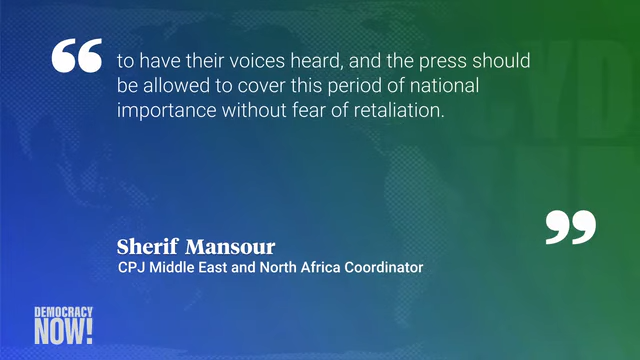 “
to have their voices heard, and the press should
be allowed to cover this period of national
importance without fear of retaliation.
”
Sherif Mansour
CPJ Middle East and North Africa Coordinator
DEMOCRACY
NOW!